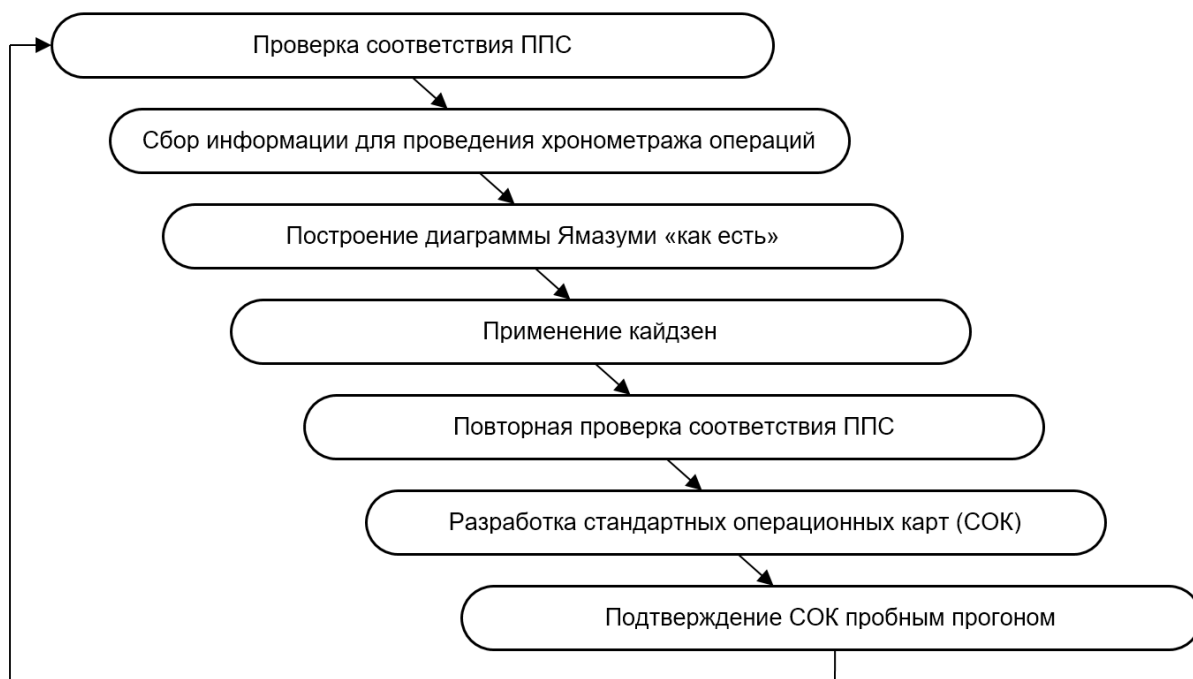 Проверка соответствия ППС
Сбор информации для проведения хронометража операций
Построение диаграммы Ямазуми «как есть»
Применение кайдзен
Повторная проверка соответствия ППС
Разработка стандартных операционных карт (СОК)
Подтверждение СОК пробным прогоном